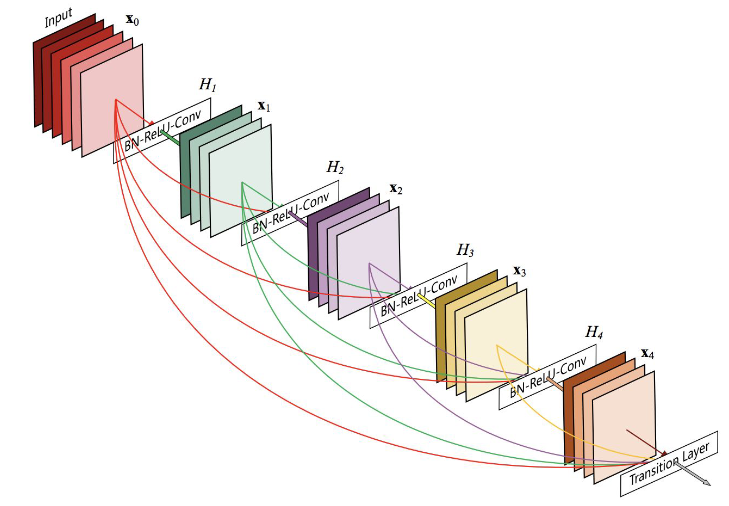 Input
x₀
H₁
BN-ReLU-Conv
x₁
H₂
BN-ReLU-Conv
x₂
H₃
BN-ReLU-Conv
x₃
H₄
BN-ReLU-Conv
x₄
Transition Layer